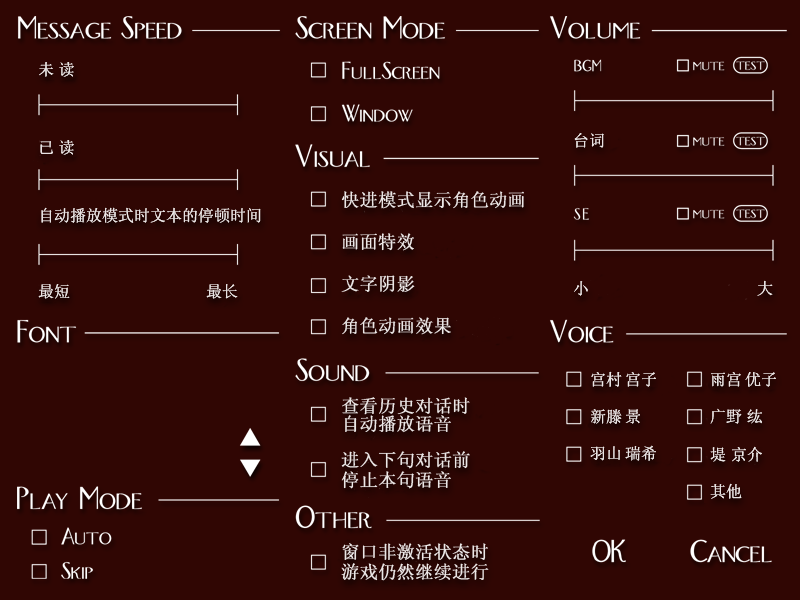 MESSAGE SPEED
未读
已读
自动播放模式时文本的停顿时间
最短 最长
FONT
PLAY MODE
AUTO
SKIP
SCREEN MODE
FULLSCREEN
WINDOW
VISUAL
快进模式显示角色动画
画面特效
文字阴影
角色动画效果
SOUND
查看历史对话时
自动播放语音
进入下句对话前
停止本句语音
OTHER
窗口非激活状态时
游戏仍然继续进行
VOLUME
BGM MUTE TEST
台词 MUTE TEST
SE MUTE TEST
小 大
VOICE
宫村 宫子 雨宫 优子
新藤 景 广野 纮
羽山 瑞希 堤 京介
其他
OK CANCEL